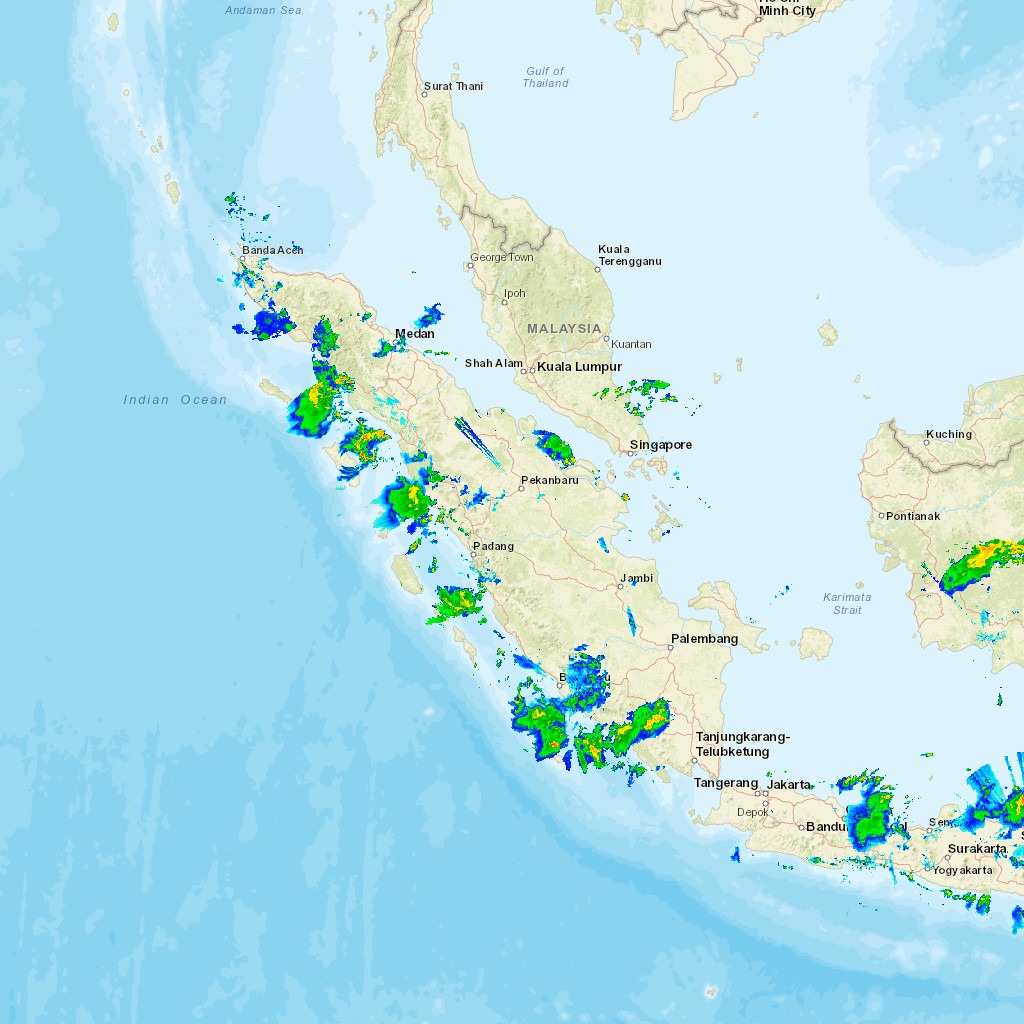 Andaman Sea
Minh City
Gulf of
Thailand
Surat Thani
Banda Aceh
George Town
Kuala
Terengganu
Ipoh
MALAYSIA
Medan
Kuantan
Shah Alam
Kuala Lumpur
Indian Ocean
Singapore
Kuching
Pekanbaru
Pontianak
Padang
Jambi
Karimata
Strait
Palembang
Tanjungkarang-
Telubketung
Tangerang
Jakarta
Depok
Surakarta
Yogyakarta